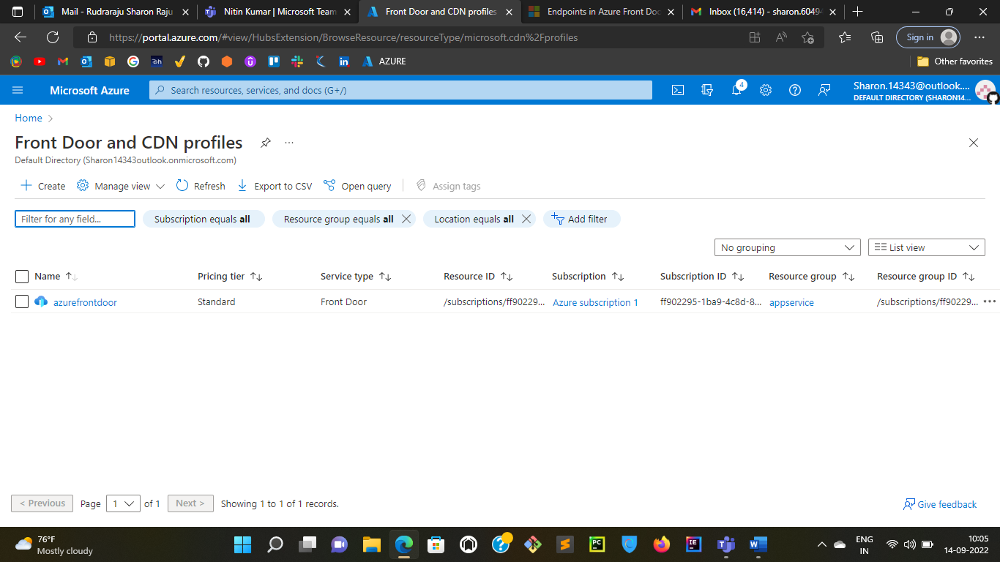 Mail - Rudraraju Sharon Raju
Nitin Kumar | Microsoft Team
Front Door and CDN profiles
Endpoints in Azure Front Doo
Inbox (16,414) - sharon.60494
https://portal.azure.com/#view/HubsExtension/BrowseResource/resourceType/microsoft.cdn%2Fprofiles
Sign in
AZURE
Other favorites
Microsoft Azure
Search resources, services, and docs (G+/)
4
Sharon.14343@outlook....
DEFAULT DIRECTORY (SHARON14...
Home
Front Door and CDN profiles
Default Directory (Sharon14343outlook.onmicrosoft.com)
Create Manage view Refresh Export to CSV Open query Assign tags
Filter for any field... Subscription equals all Resource group equals all Location equals all Add filter
No grouping List view
Name Pricing tier Service type Resource ID Subscription Subscription ID Resource group Resource group ID
azurefrontdoor Standard Front Door /subscriptions/ff90229... Azure subscription 1 ff902295-1ba9-4c8d-8... appservice /subscriptions/ff90229...
< Previous Page 1 of 1 Next > Showing 1 to 1 of 1 records.
Give feedback
76°F
Mostly cloudy
ENG
IN
10:05
14-09-2022